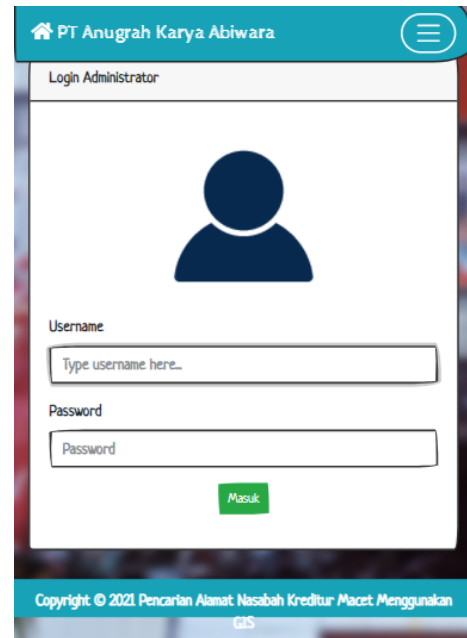 PT Anugrah Karya Abiwara
Login Administrator
Username
Type username here...
Password
Password
Masuk
Copyright © 2021 Pencarian Alamat Nasabah Kreditur Macet Menggunakan
GIS